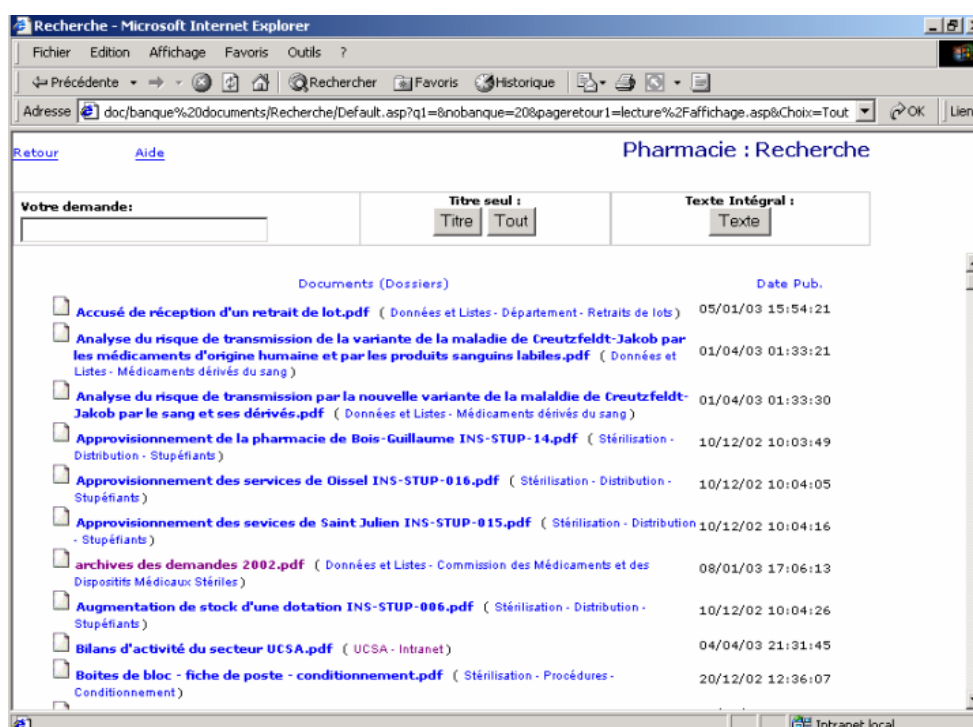 Recherche - Microsoft Internet Explorer
Fichier Edition Affichage Favoris Outils ?
Précédente Rechercher Favoris Historique
Adresse doc/banque%20documents/Recherche/Default.asp?q1=&nobanque=20&pageretour1=lecture%2Faffichage.asp&Choix=Tout OK Lien
Retour Aide Pharmacie : Recherche
Votre demande: Titre seul : Texte Intégral :
Titre Tout Texte
Documents (Dossiers) Date Pub.
Accusé de réception d'un retrait de lot.pdf ( Données et Listes - Département - Retraits de lots ) 05/01/03 15:54:21
Analyse du risque de transmission de la variante de la maladie de Creutzfeldt-Jakob par
les médicaments d'origine humaine et par les produits sanguins labiles.pdf ( Données et 01/04/03 01:33:21
Listes - Médicaments dérivés du sang )
Analyse du risque de transmission par la nouvelle variante de la malaldie de Creutzfeldt- 01/04/03 01:33:30
Jakob par le sang et ses dérivés.pdf ( Données et Listes - Médicaments dérivés du sang )
Approvisionnement de la pharmacie de Bois-Guillaume INS-STUP-14.pdf ( Stérilisation - 10/12/02 10:03:49
Distribution - Stupéfiants )
Approvisionnement des services de Oissel INS-STUP-016.pdf ( Stérilisation - Distribution - 10/12/02 10:04:05
Stupéfiants )
Approvisionnement des sevices de Saint Julien INS-STUP-015.pdf ( Stérilisation - Distribution 10/12/02 10:04:16
- Stupéfiants )
archives des demandes 2002.pdf ( Données et Listes - Commission des Médicaments et des 08/01/03 17:06:13
Dispositifs Médicaux Stériles )
Augmentation de stock d'une dotation INS-STUP-006.pdf ( Stérilisation - Distribution - 10/12/02 10:04:26
Stupéfiants )
Bilans d'activité du secteur UCSA.pdf ( UCSA - Intranet ) 04/04/03 21:31:45
Boites de bloc - fiche de poste - conditionnement.pdf ( Stérilisation - Procédures - 20/12/02 12:36:07
Conditionnement )
Intranet local